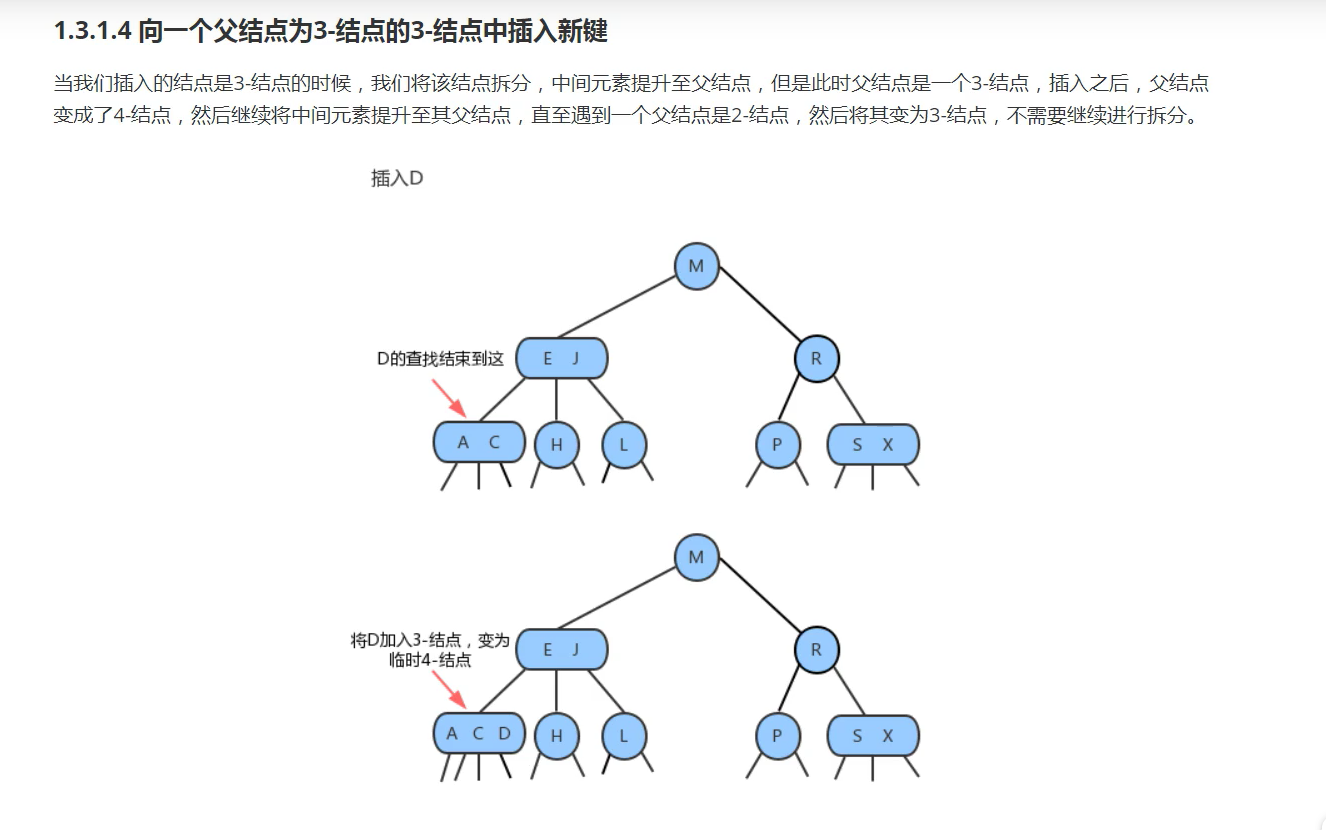 1.3.1.4 向一个父结点为3-结点的3-结点中插入新键
当我们插入的结点是3-结点的时候，我们将该结点拆分，中间元素提升至父结点，但是此时父结点是一个3-结点，插入之后，父结点
变成了4-结点，然后继续将中间元素提升至其父结点，直至遇到一个父结点是2-结点，然后将其变为3-结点，不需要继续进行拆分。
插入D
M
D的查找结束到这
E J
R
A C
H
L
P
S X
M
将D加入3-结点，变为
临时4-结点
E J
R
A C D
H
L
P
S X